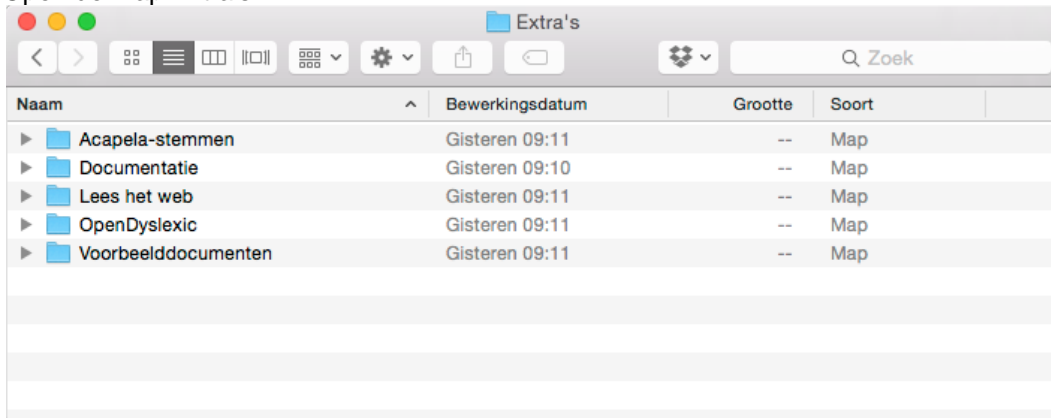 Extra's
Zoek
Naam Bewerkingsdatum Grootte Soort
Acapela-stemmen Gisteren 09:11 -- Map
Documentatie Gisteren 09:10 -- Map
Lees het web Gisteren 09:11 -- Map
OpenDyslexic Gisteren 09:11 -- Map
Voorbeelddocumenten Gisteren 09:11 -- Map